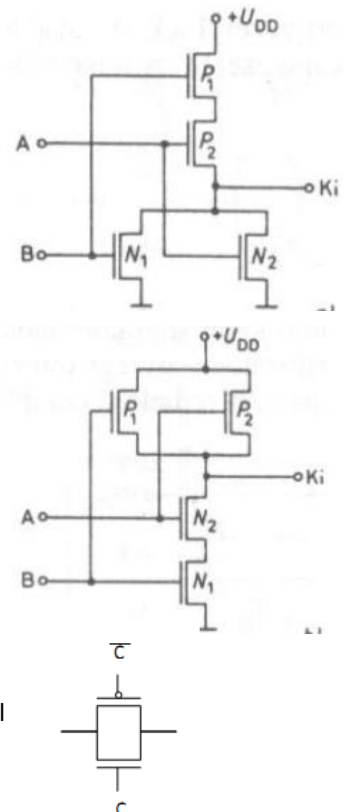 +U_DD
P₁
A
P₂
Ki
B
N₁
N₂
+U_DD
P₁
P₂
Ki
A
N₂
B
N₁
C̅
C